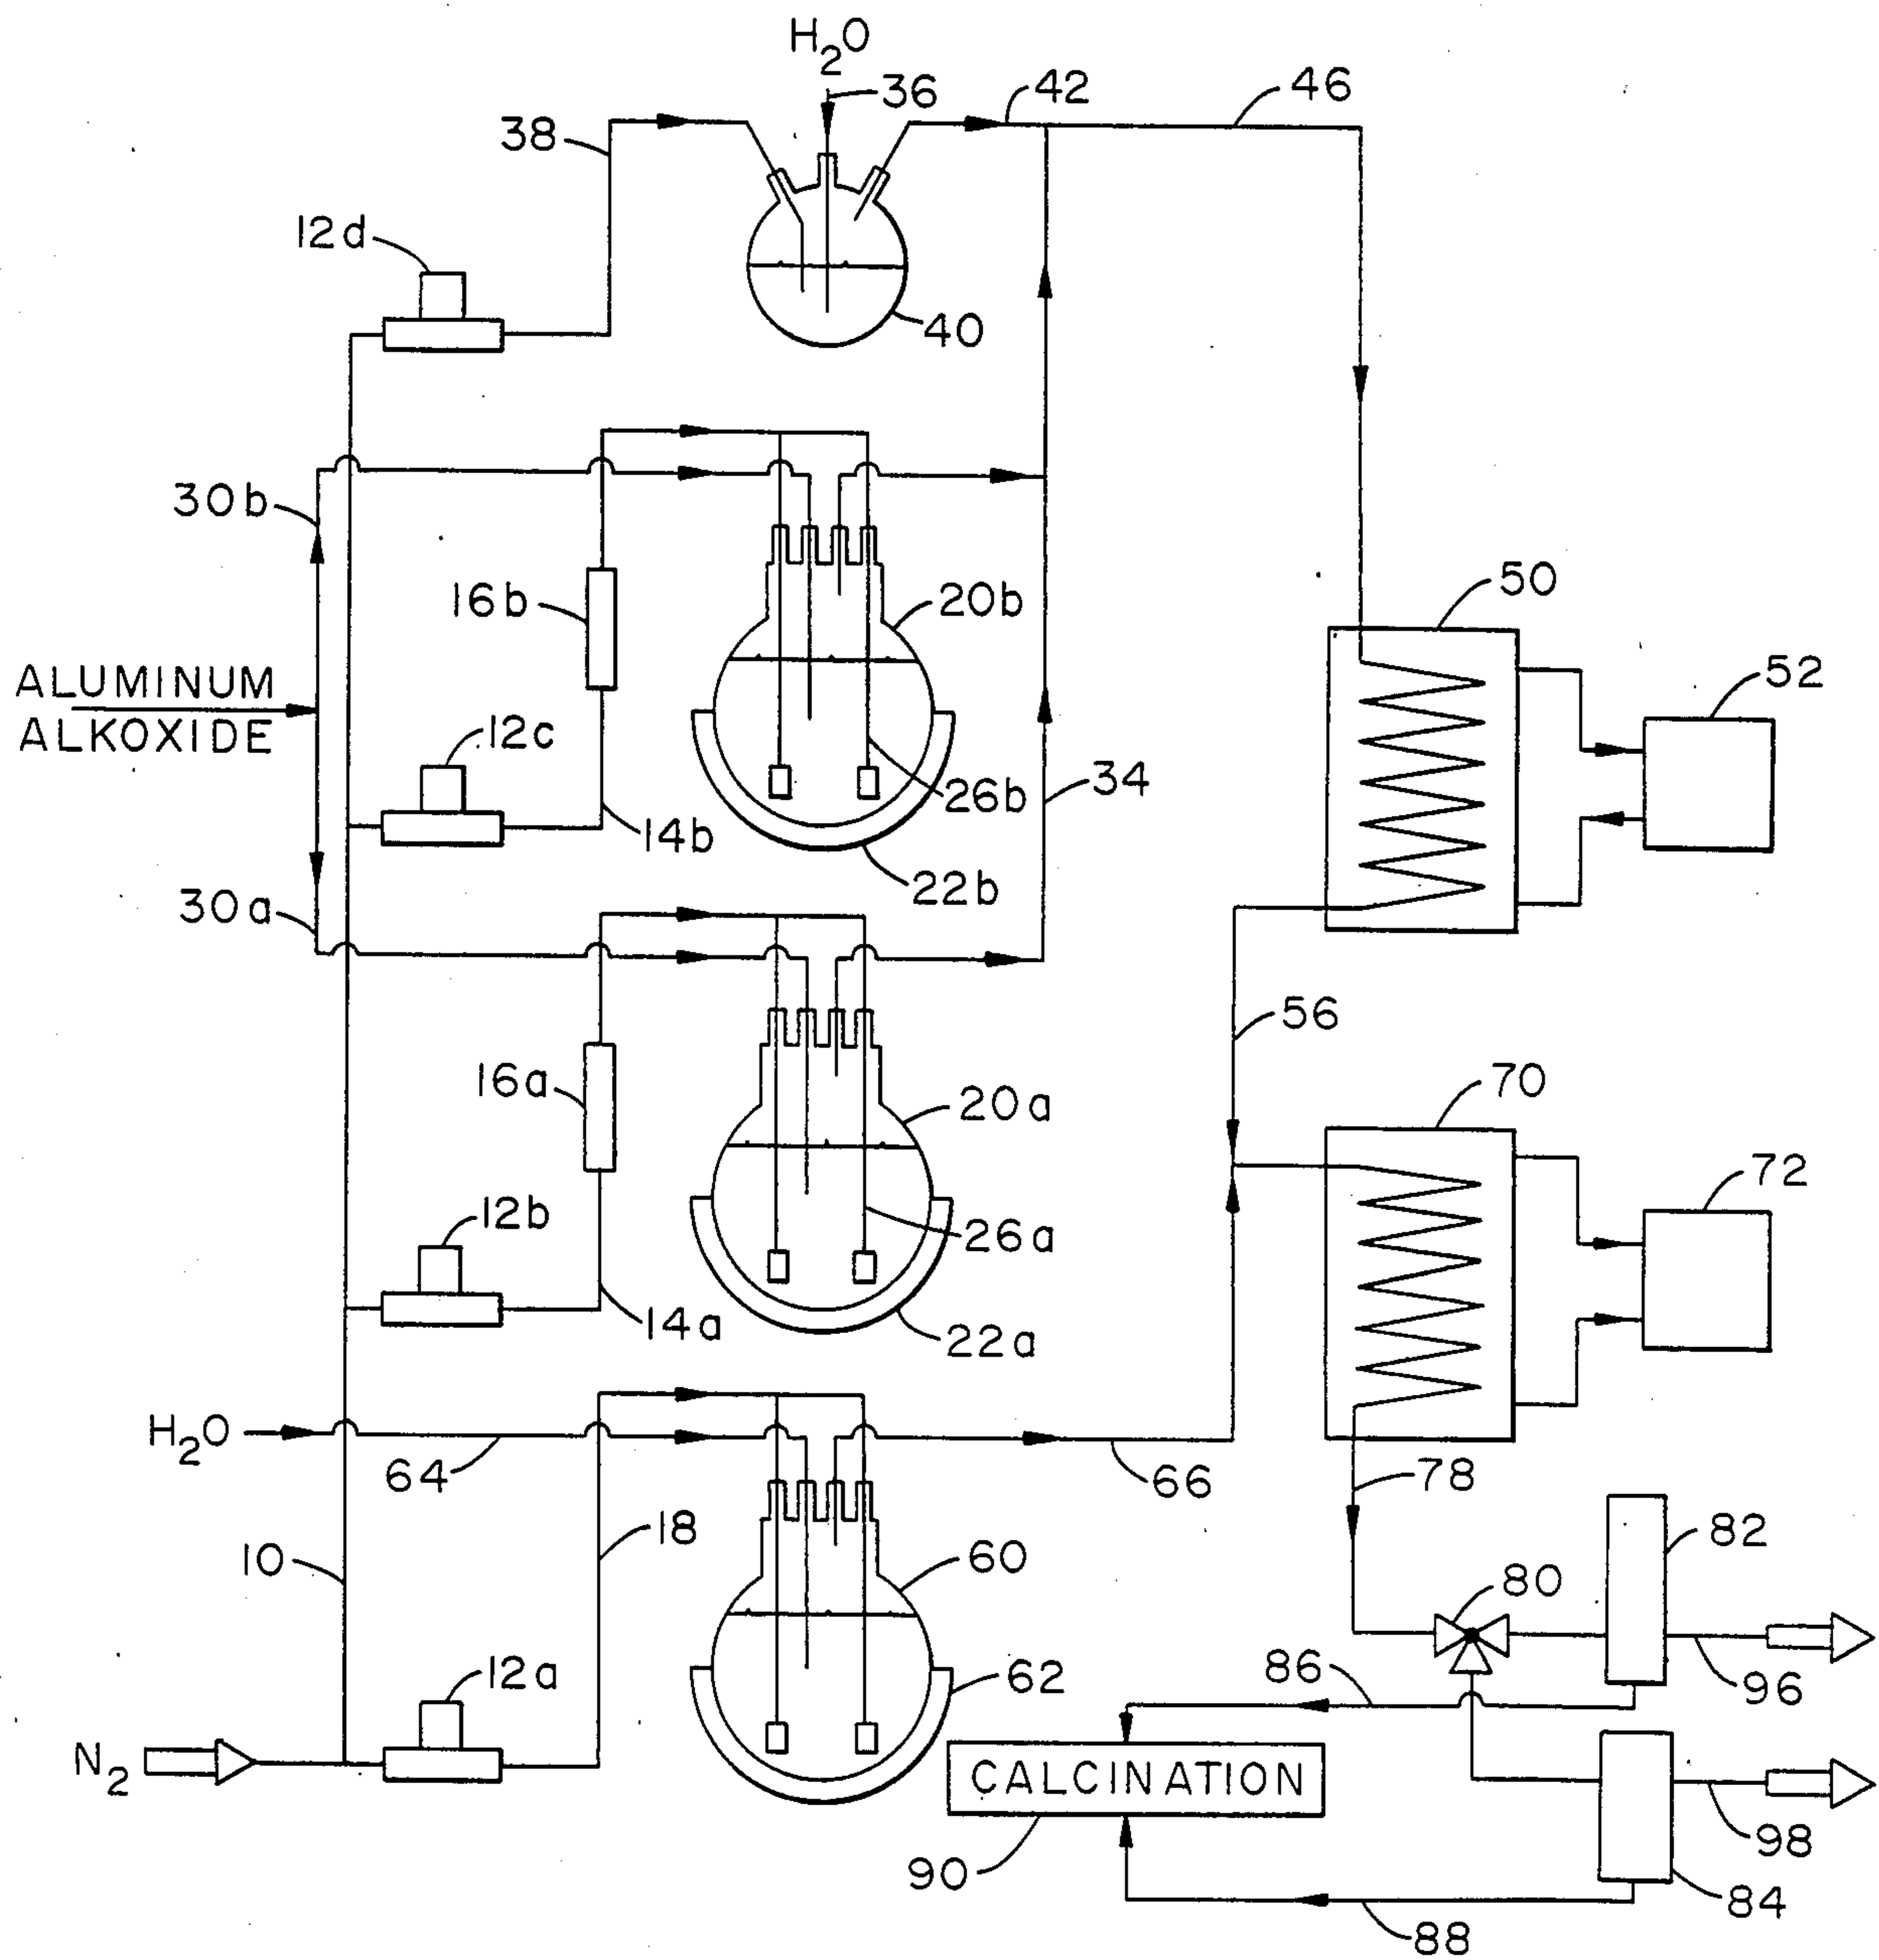 H2O
36
42
46
38
12d
40
30b
16b
20b
50
52
ALUMINUM
ALKOXIDE
12c
26b
34
14b
22b
30a
56
16a
20a
70
72
12b
26a
14a
22a
H2O
64
66
78
18
82
10
60
80
12a
62
86
96
N2
CALCINATION
98
90
84
88